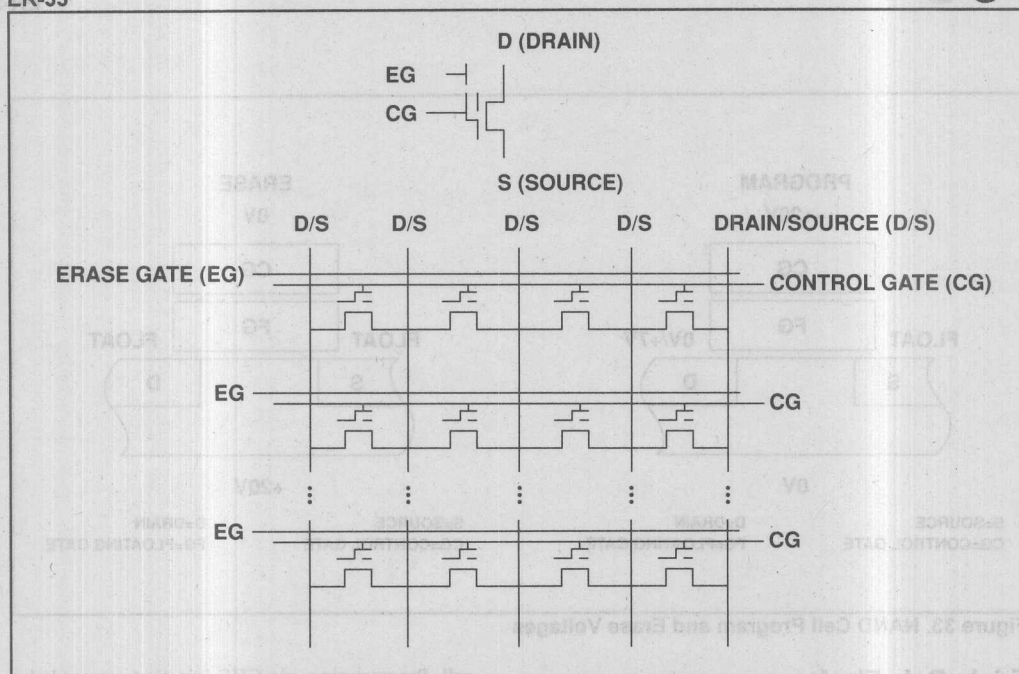 D (DRAIN)
EG
CG
S (SOURCE)
D/S D/S D/S D/S DRAIN/SOURCE (D/S)
ERASE GATE (EG)
CONTROL GATE (CG)
EG CG
EG CG